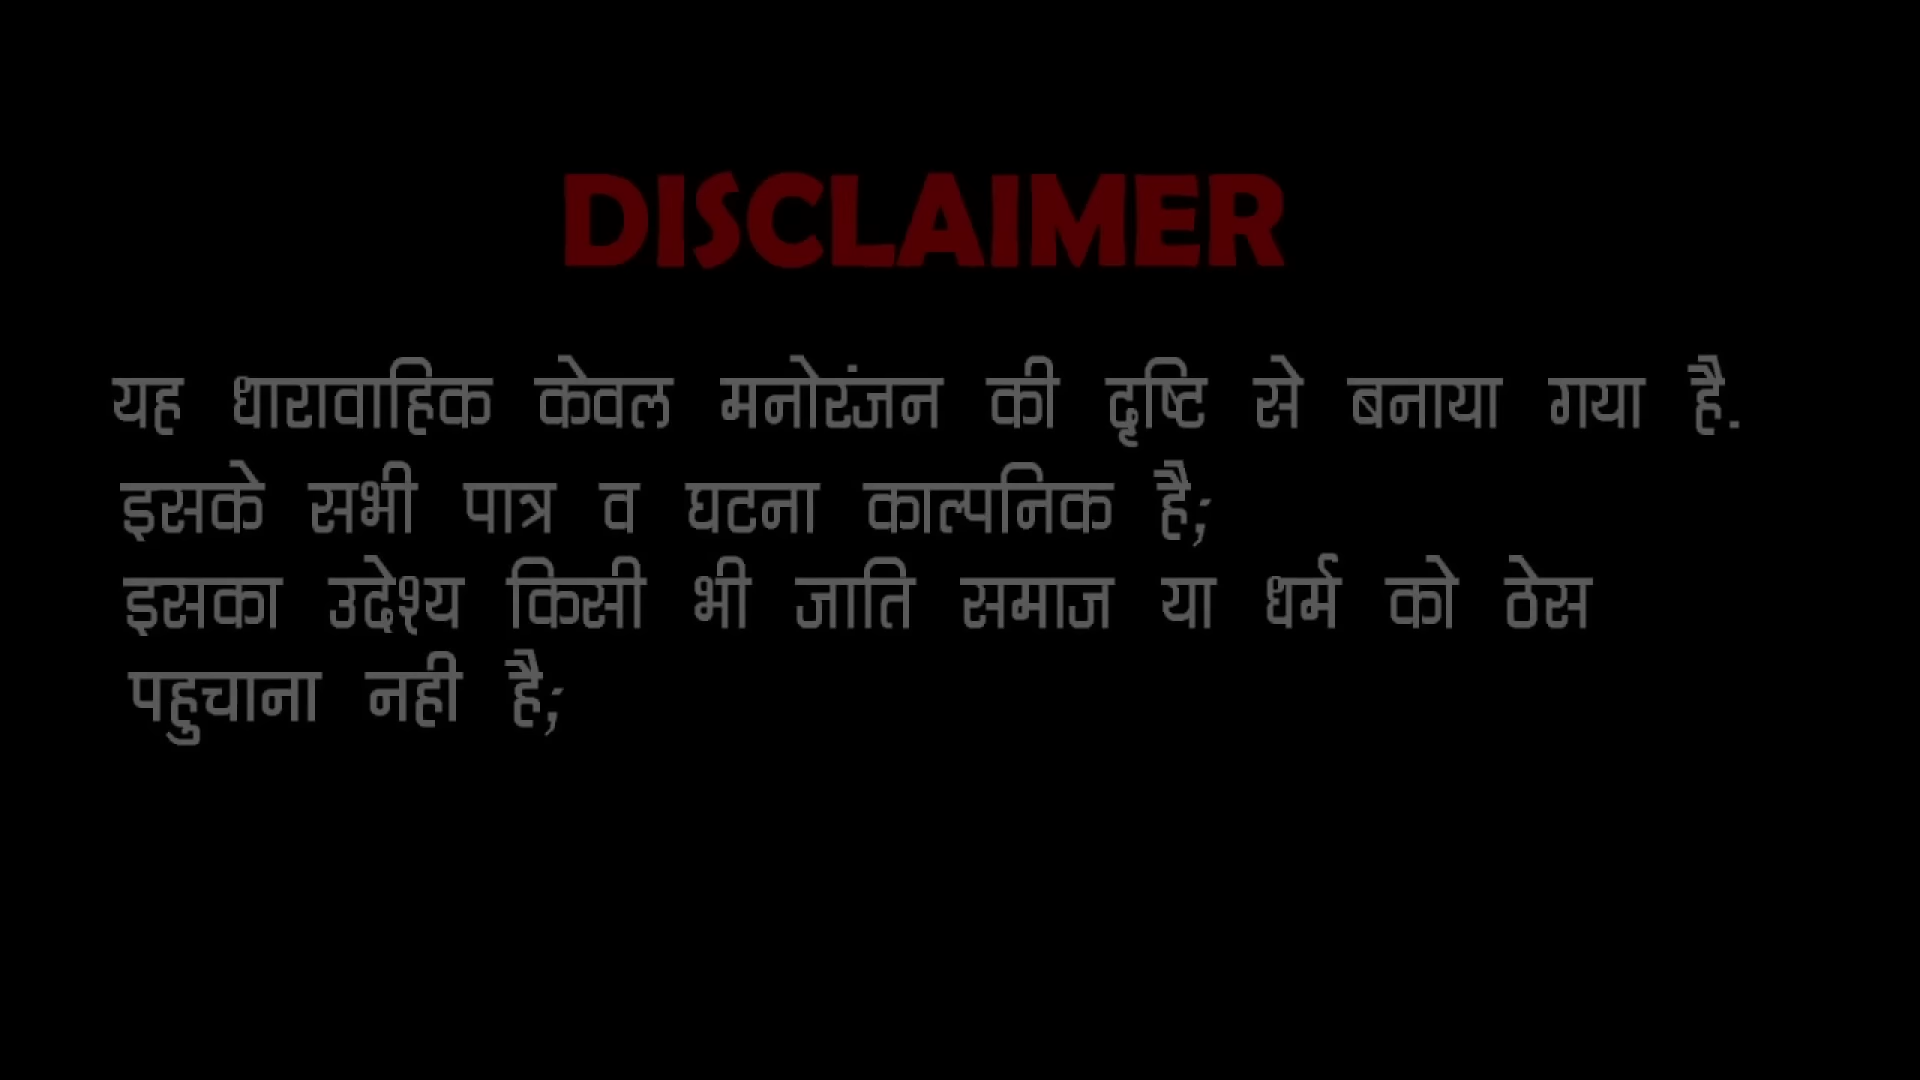 DISCLAIMER
यह धारावाहिक केवल मनोरंजन की दृष्टि से बनाया गया है.
इसके सभी पात्र व घटना काल्पनिक है;
इसका उदेश्य किसी भी जाति समाज या धर्म को ठेस
पहुचाना नही है;